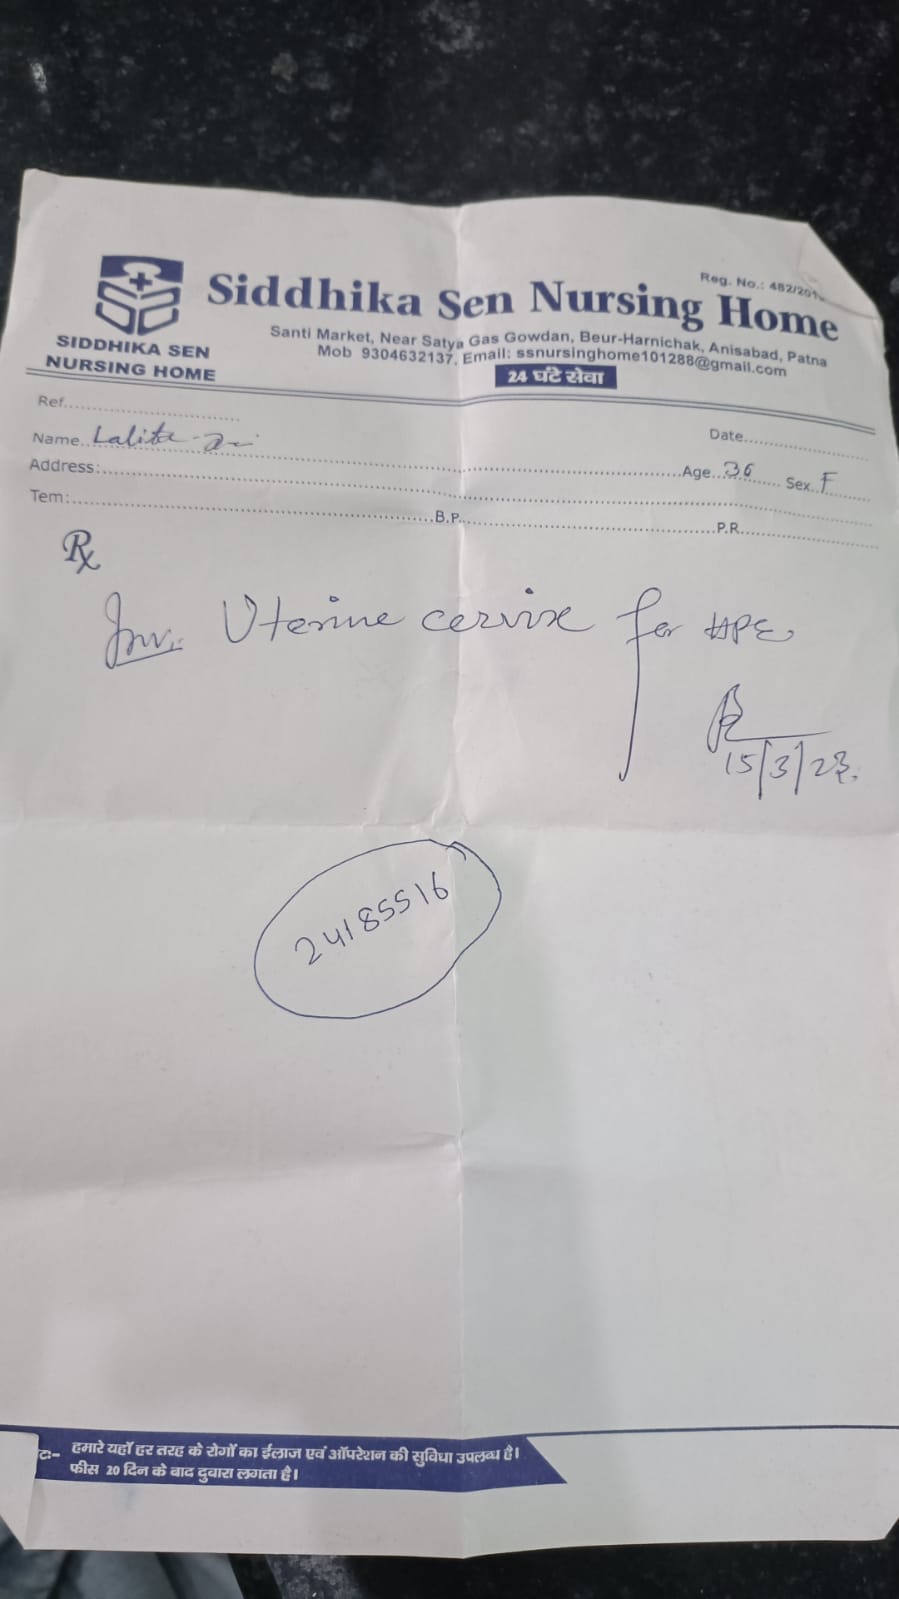 Reg. No.: 482/201
Siddhika Sen Nursing Home
SIDDHIKA SEN
NURSING HOME
Santi Market, Near Satya Gas Gowdan, Beur-Harnichak, Anisabad, Patna
Mob 9304632137, Email: ssnursinghome101288@gmail.com
24 घंटे सेवा
Ref.
Date
Name Lalita Age 36 Sex F
Address:
Tem: B.P. P.R.
Rx
Inv. Uterine cervix for HPE
15/3/23.
24185516
टः- हमारे यहाँ हर तरह के रोगों का ईलाज एवं ऑपरेशन की सुविधा उपलब्ध है।
फीस 20 दिन के बाद दुवारा लगता है।